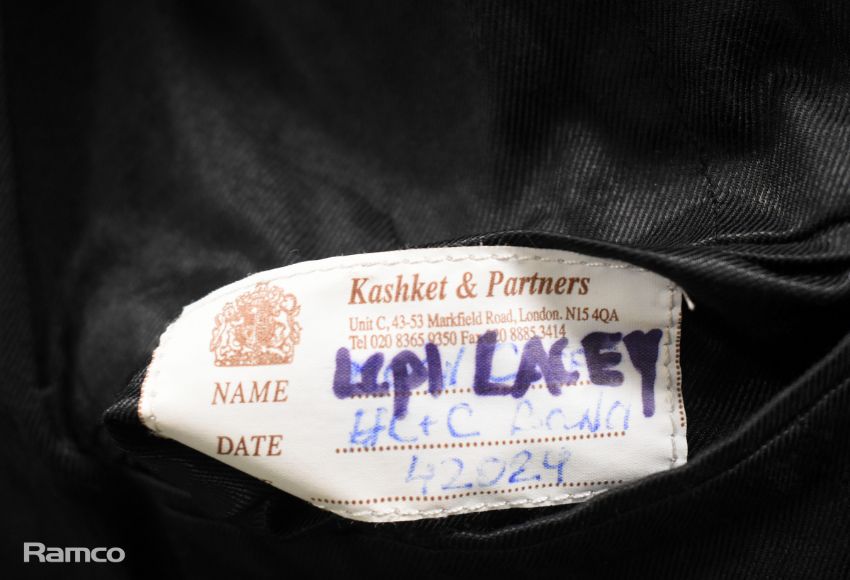 Kashket & Partners
Unit C, 43-53 Markfield Road, London. N15 4QA
Tel 020 8365 9350 Fax 020 8885 3414
NAME LCpl LACEY
DATE HC+C BAND
42024
Ramco